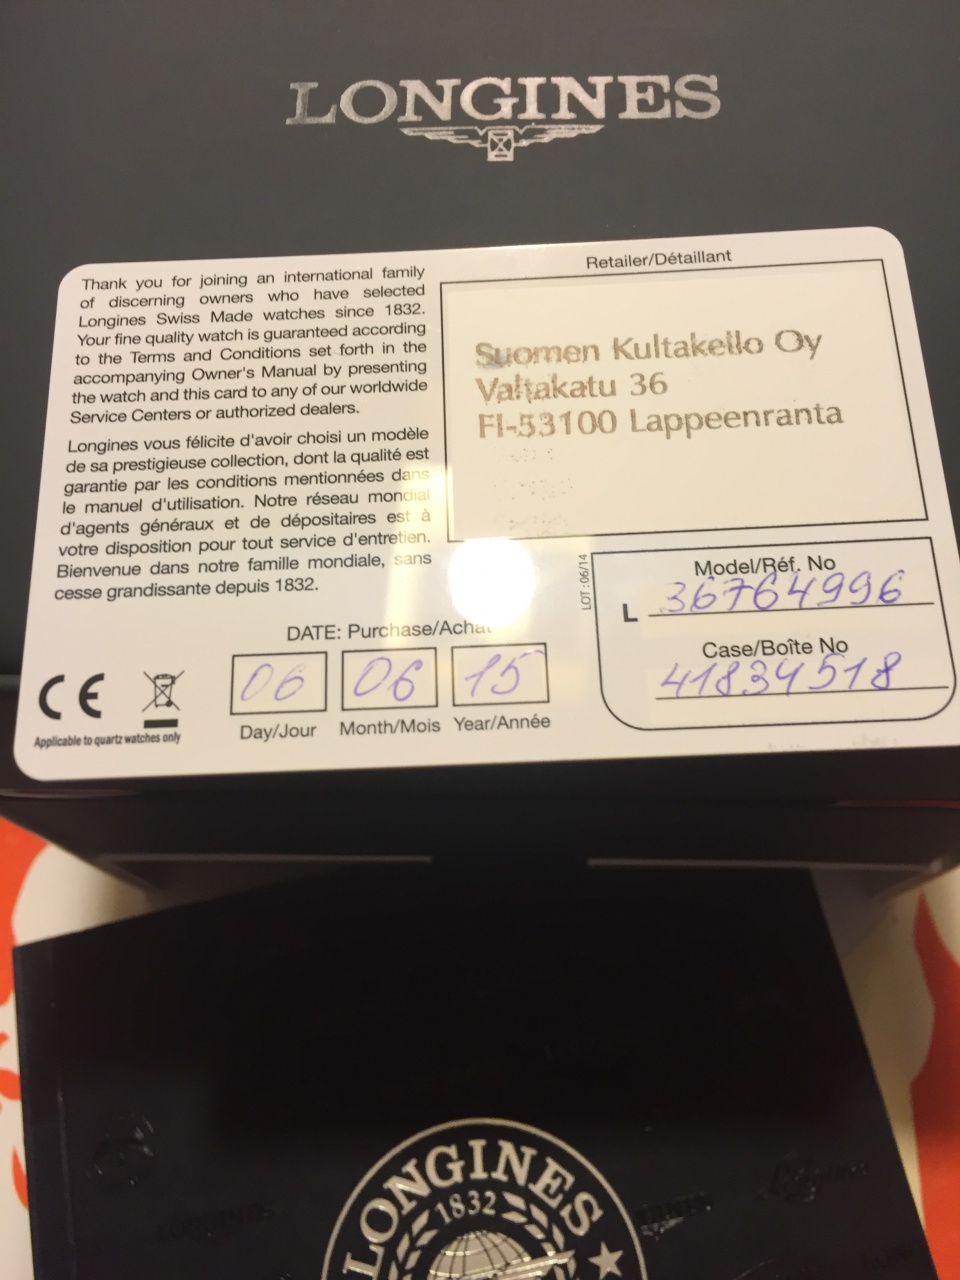 LONGINES
Thank you for joining an international family
of discerning owners who have selected
Longines Swiss Made watches since 1832.
Your fine quality watch is guaranteed according
to the Terms and Conditions set forth in the
accompanying Owner's Manual by presenting
the watch and this card to any of our worldwide
Service Centers or authorized dealers.
Longines vous félicite d'avoir choisi un modèle
de sa prestigieuse collection, dont la qualité est
garantie par les conditions mentionnées dans
le manuel d'utilisation. Notre réseau mondial
d'agents généraux et de dépositaires est à
votre disposition pour tout service d'entretien.
Bienvenue dans notre famille mondiale, sans
cesse grandissante depuis 1832.
Retailer/Détaillant
Suomen Kultakello Oy
Valtakatu 36
FI-53100 Lappeenranta
LOT: 06/14
Model/Réf. No
L 36764996
Case/Boîte No
41834518
DATE: Purchase/Achat
06 06 15
Day/Jour Month/Mois Year/Année
CE
Applicable to quartz watches only
LONGINES
1832